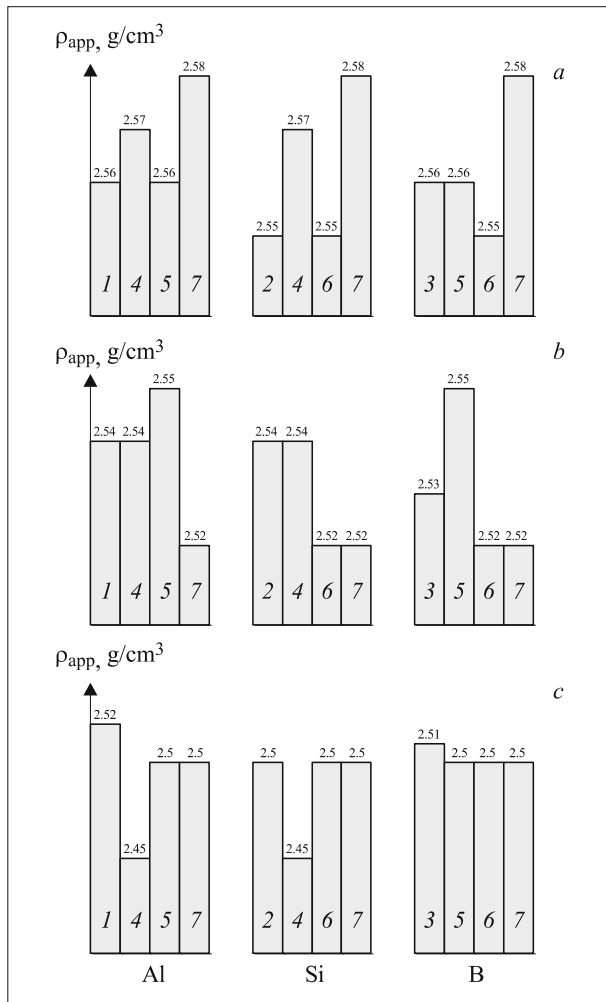 ρapp, g/cm³
a
2.56 2.57 2.56 2.58 2.55 2.57 2.55 2.58 2.56 2.56 2.55 2.58
1 4 5 7 2 4 6 7 3 5 6 7
ρapp, g/cm³
b
2.54 2.54 2.55 2.52 2.54 2.54 2.52 2.52 2.53 2.55 2.52 2.52
1 4 5 7 2 4 6 7 3 5 6 7
ρapp, g/cm³
c
2.52 2.45 2.5 2.5 2.5 2.45 2.5 2.5 2.51 2.5 2.5 2.5
1 4 5 7 2 4 6 7 3 5 6 7
Al Si B